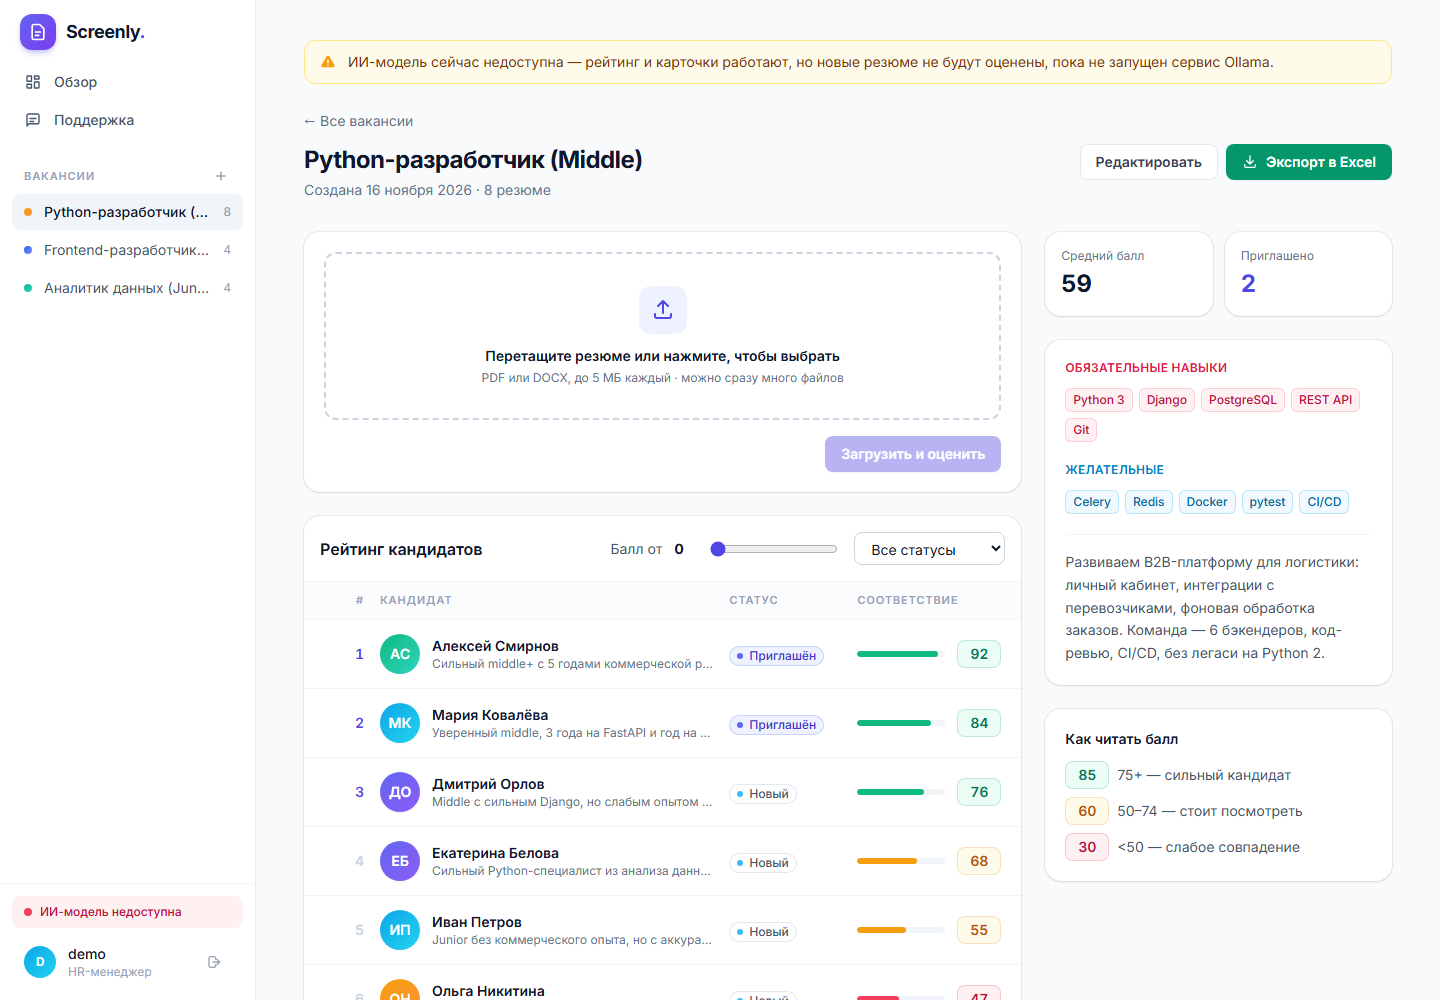 Screenly.
Обзор
Поддержка
ВАКАНСИИ
Python-разработчик (... 8
Frontend-разработчик... 4
Аналитик данных (Jun... 4
ИИ-модель недоступна
D
demo
HR-менеджер
ИИ-модель сейчас недоступна — рейтинг и карточки работают, но новые резюме не будут оценены, пока не запущен сервис Ollama.
← Все вакансии
Python-разработчик (Middle)
Создана 16 ноября 2026 · 8 резюме
Редактировать
Экспорт в Excel
Перетащите резюме или нажмите, чтобы выбрать
PDF или DOCX, до 5 МБ каждый · можно сразу много файлов
Загрузить и оценить
Рейтинг кандидатов
Балл от 0
Все статусы
# КАНДИДАТ СТАТУС СООТВЕТСТВИЕ
1 АС Алексей Смирнов Приглашён 92
Сильный middle+ с 5 годами коммерческой р...
2 МК Мария Ковалёва Приглашён 84
Уверенный middle, 3 года на FastAPI и год на ...
3 ДО Дмитрий Орлов Новый 76
Middle с сильным Django, но слабым опытом ...
4 ЕБ Екатерина Белова Новый 68
Сильный Python-специалист из анализа данн...
5 ИП Иван Петров Новый 55
Junior без коммерческого опыта, но с аккура...
6 ОН Ольга Никитина Новый 47
Средний балл
59
Приглашено
2
ОБЯЗАТЕЛЬНЫЕ НАВЫКИ
Python 3 Django PostgreSQL REST API
Git
ЖЕЛАТЕЛЬНЫЕ
Celery Redis Docker pytest CI/CD
Развиваем B2B-платформу для логистики:
личный кабинет, интеграции с
перевозчиками, фоновая обработка
заказов. Команда — 6 бэкендеров, код-
ревью, CI/CD, без легаси на Python 2.
Как читать балл
85 75+ — сильный кандидат
60 50–74 — стоит посмотреть
30 <50 — слабое совпадение